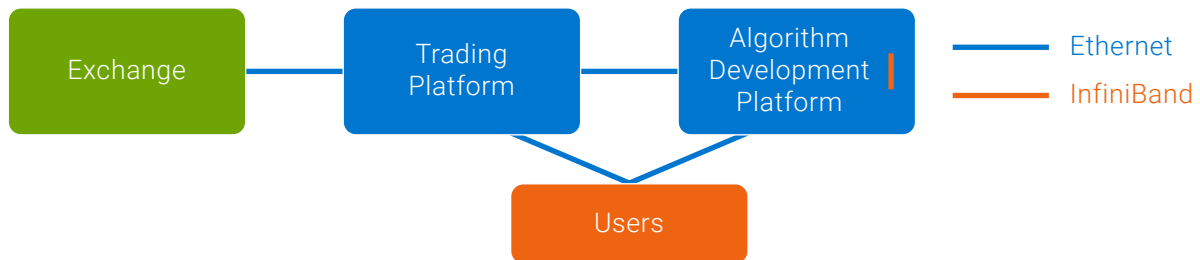 Exchange
Trading
Platform
Algorithm
Development
Platform
Ethernet
InfiniBand
Users